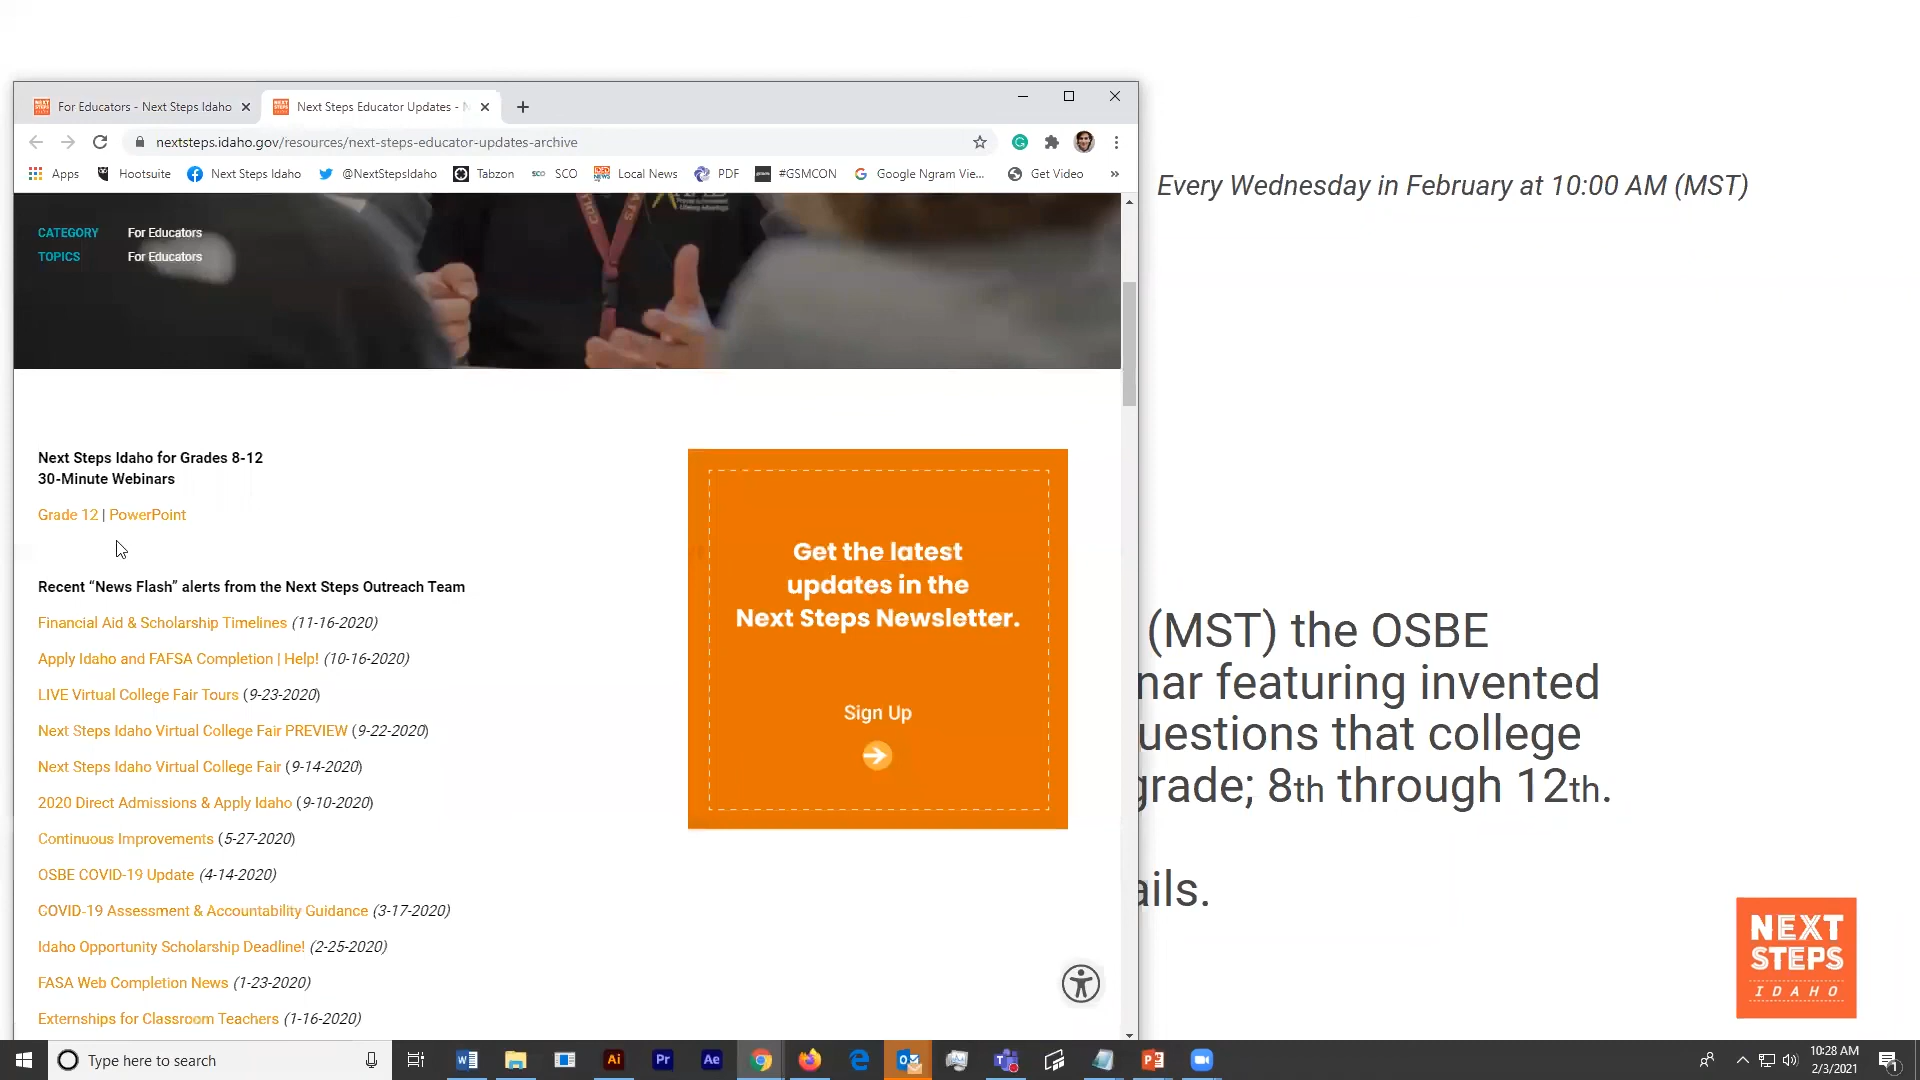 For Educators - Next Steps Idaho
Next Steps Educator Updates -
nextsteps.idaho.gov/resources/next-steps-educator-updates-archive
Apps Hootsuite Next Steps Idaho @NextStepsIdaho Tabzon SCO Local News PDF #GSMCON Google Ngram Vie... Get Video »
CATEGORY For Educators
TOPICS For Educators
Next Steps Idaho for Grades 8-12
30-Minute Webinars
Grade 12 | PowerPoint
Recent “News Flash” alerts from the Next Steps Outreach Team
Financial Aid & Scholarship Timelines (11-16-2020)
Apply Idaho and FAFSA Completion | Help! (10-16-2020)
LIVE Virtual College Fair Tours (9-23-2020)
Next Steps Idaho Virtual College Fair PREVIEW (9-22-2020)
Next Steps Idaho Virtual College Fair (9-14-2020)
2020 Direct Admissions & Apply Idaho (9-10-2020)
Continuous Improvements (5-27-2020)
OSBE COVID-19 Update (4-14-2020)
COVID-19 Assessment & Accountability Guidance (3-17-2020)
Idaho Opportunity Scholarship Deadline! (2-25-2020)
FASA Web Completion News (1-23-2020)
Externships for Classroom Teachers (1-16-2020)
Get the latest
updates in the
Next Steps Newsletter.
Sign Up
Every Wednesday in February at 10:00 AM (MST)
(MST) the OSBE
nar featuring invented
uestions that college
grade; 8th through 12th.
ails.
NEXT
STEPS
IDAHO
Type here to search
10:28 AM
2/3/2021